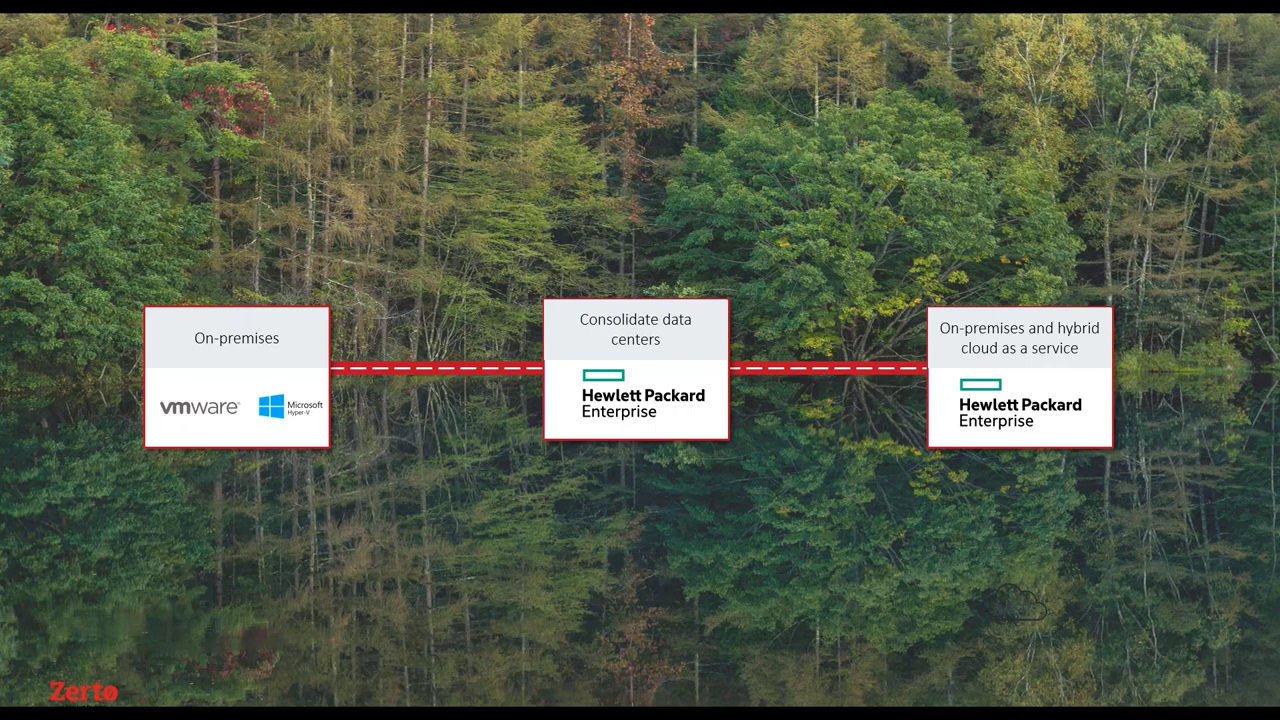 On-premises
vmware®
Microsoft
Hyper-V
Consolidate data
centers
Hewlett Packard
Enterprise
On-premises and hybrid
cloud as a service
Hewlett Packard
Enterprise
Zerto